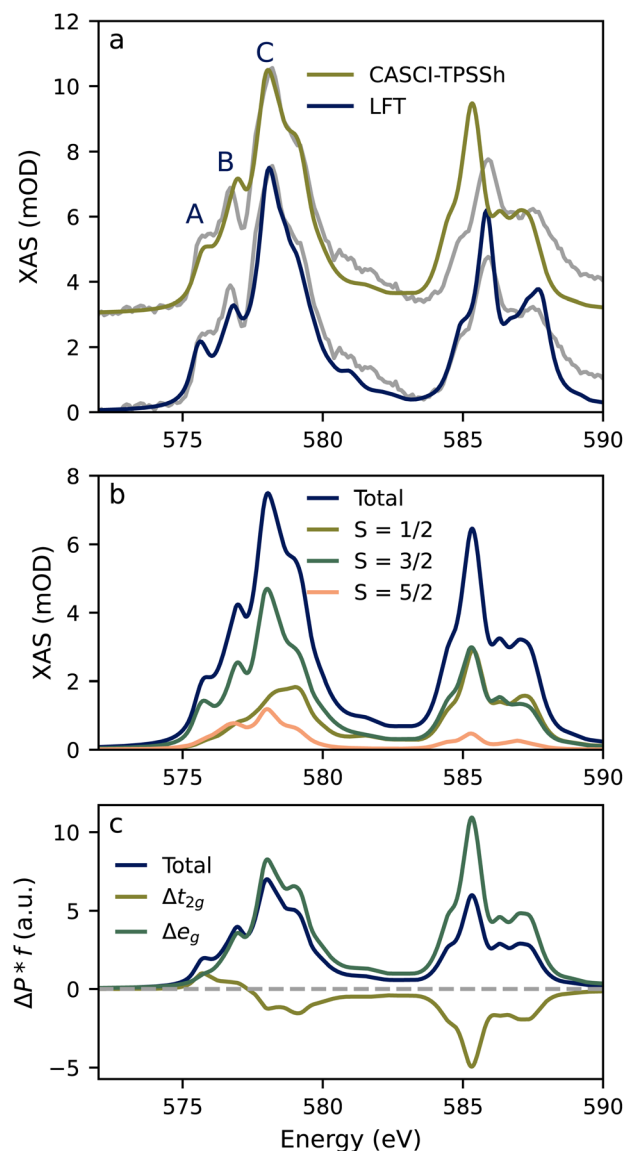 a
12
10
8
6
4
2
0
XAS (mOD)
A
B
C
CASCI-TPSSh
LFT
575
580
585
590
b
8
6
4
2
0
XAS (mOD)
Total
S = 1/2
S = 3/2
S = 5/2
575
580
585
590
c
10
5
0
−5
ΔP * f (a.u.)
Total
Δt₂g
Δeg
575
580
585
590
Energy (eV)